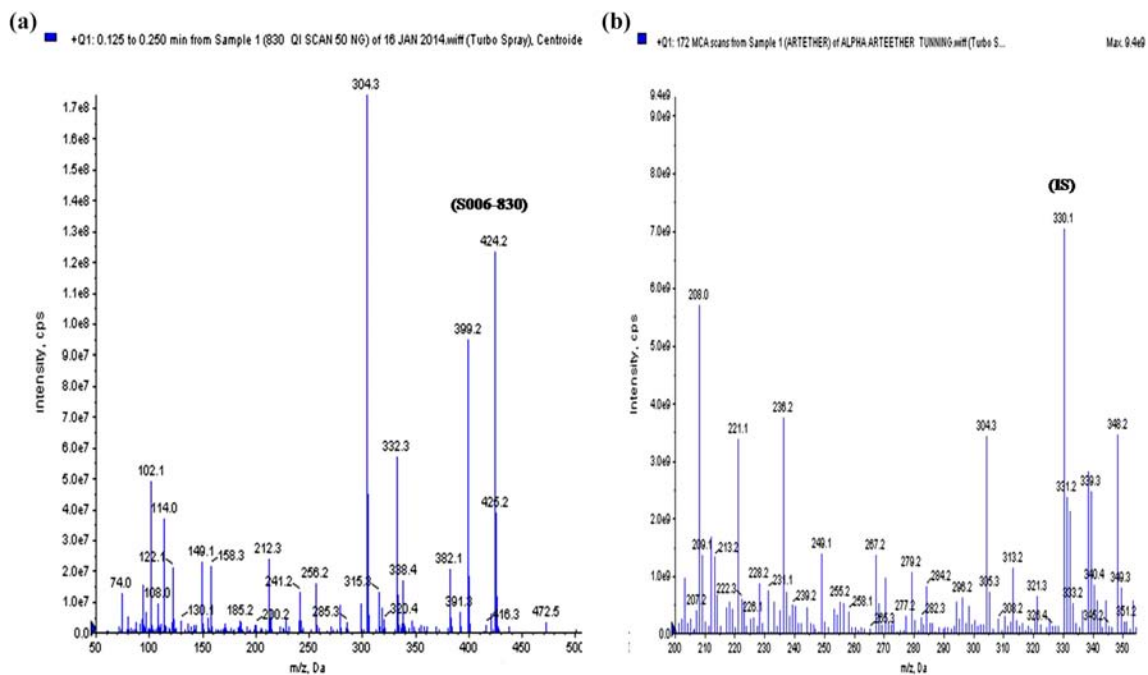 (a)
+Q1: 0.125 to 0.250 min from Sample 1 (830 QI SCAN 50 NG) of 16 JAN 2014.wiff (Turbo Spray), Centroide
304.3
1.7e8
1.6e8
1.5e8
1.4e8
1.3e8
1.2e8
1.1e8
1.0e8
9.0e7
8.0e7
7.0e7
6.0e7
5.0e7
4.0e7
3.0e7
2.0e7
1.0e7
0.0
Intensity, cps
(S006-830)
424.2
399.2
332.3
102.1
114.0
425.2
122.1
149.1
158.3
212.3
382.1
338.4
74.0
108.0
241.2
256.2
315.3
391.3
130.1
185.2
200.2
285.3
320.4
416.3
472.5
50
100
150
200
250
300
350
400
450
500
m/z, Da
(b)
+Q1: 172 MCA scans from Sample 1 (ARTETHER) of ALPHA ARTEETHER TUNNING.wiff (Turbo S...
Max. 9.4e9
9.4e9
9.0e9
8.0e9
7.0e9
6.0e9
5.0e9
4.0e9
3.0e9
2.0e9
1.0e9
0.0
Intensity, cps
(IS)
330.1
208.0
236.2
221.1
304.3
348.2
331.2
339.3
209.1
213.2
249.1
267.2
279.2
313.2
207.2
222.3
226.1
228.2
231.1
239.2
255.2
258.1
265.3
277.2
284.2
282.3
296.2
305.3
308.2
321.3
326.4
333.2
340.4
345.2
349.3
351.2
200
210
220
230
240
250
260
270
280
290
300
310
320
330
340
350
m/z, Da